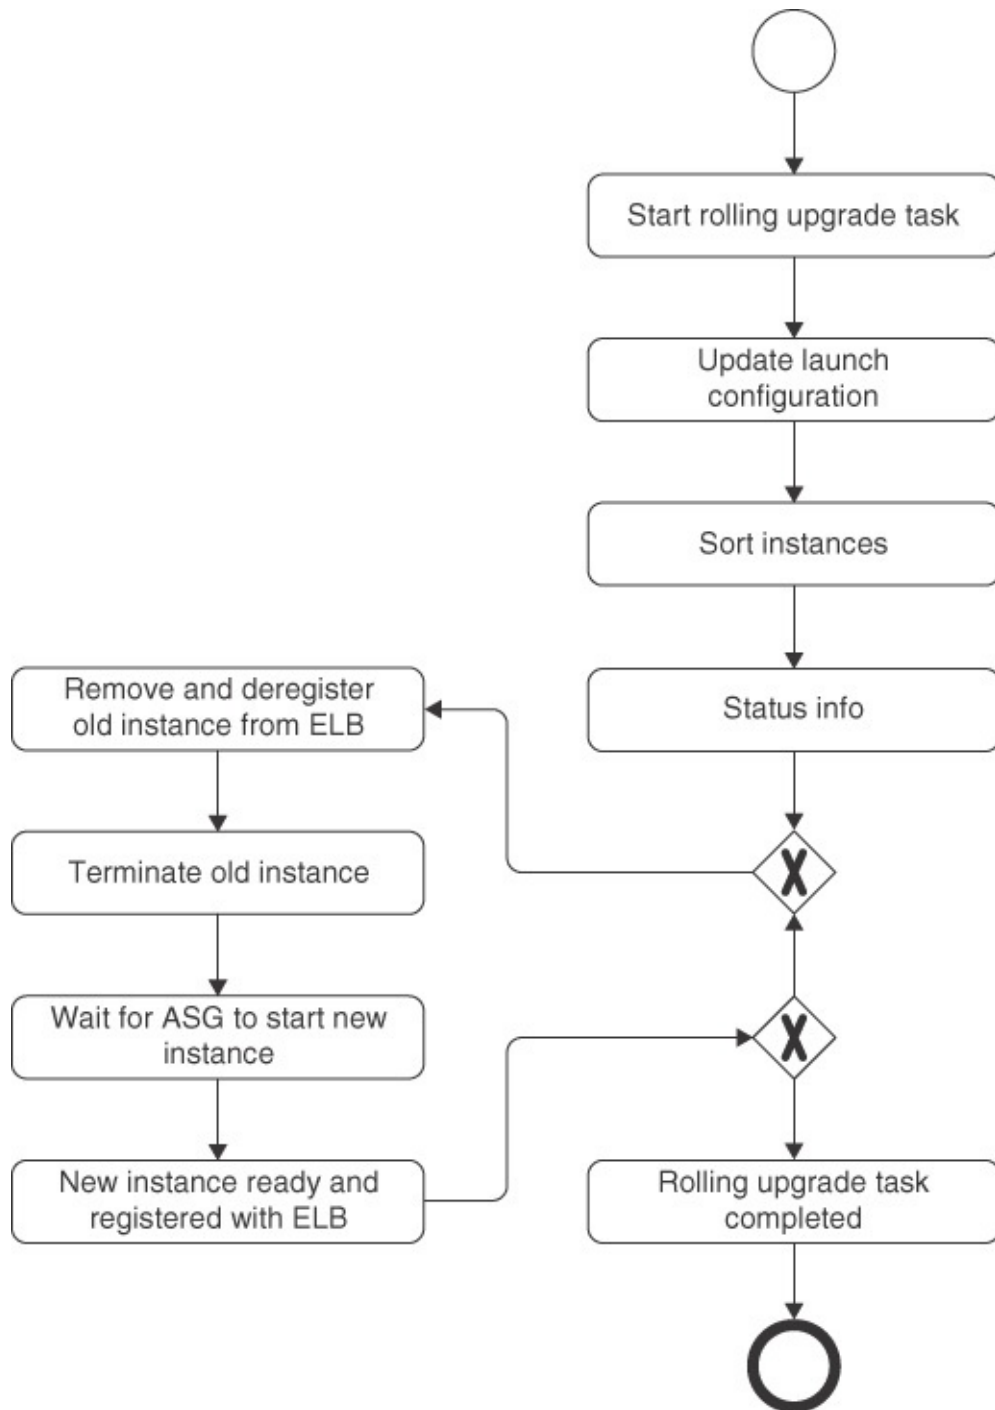 Start rolling upgrade task
Update launch
configuration
Sort instances
Status info
Remove and deregister
old instance from ELB
Terminate old instance
Wait for ASG to start new
instance
New instance ready and
registered with ELB
Rolling upgrade task
completed